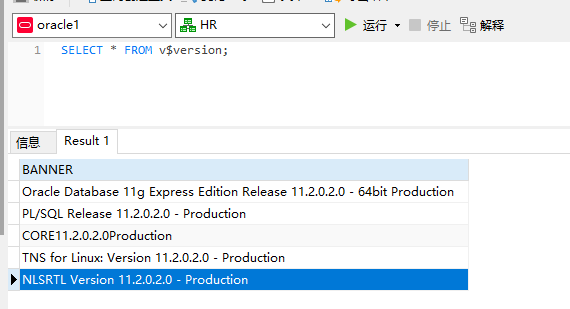 oracle1 HR 运行 停止 解释
1 SELECT * FROM v$version;
信息 Result 1
BANNER
Oracle Database 11g Express Edition Release 11.2.0.2.0 - 64bit Production
PL/SQL Release 11.2.0.2.0 - Production
CORE11.2.0.2.0Production
TNS for Linux: Version 11.2.0.2.0 - Production
NLSRTL Version 11.2.0.2.0 - Production